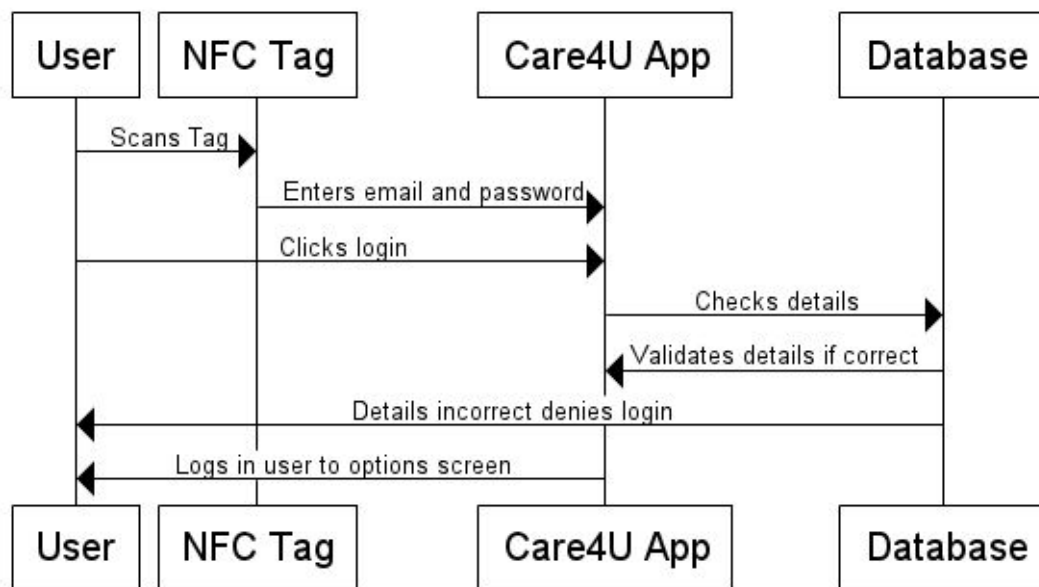 User
NFC Tag
Care4U App
Database
Scans Tag
Enters email and password
Clicks login
Checks details
Validates details if correct
Details incorrect denies login
Logs in user to options screen
User
NFC Tag
Care4U App
Database